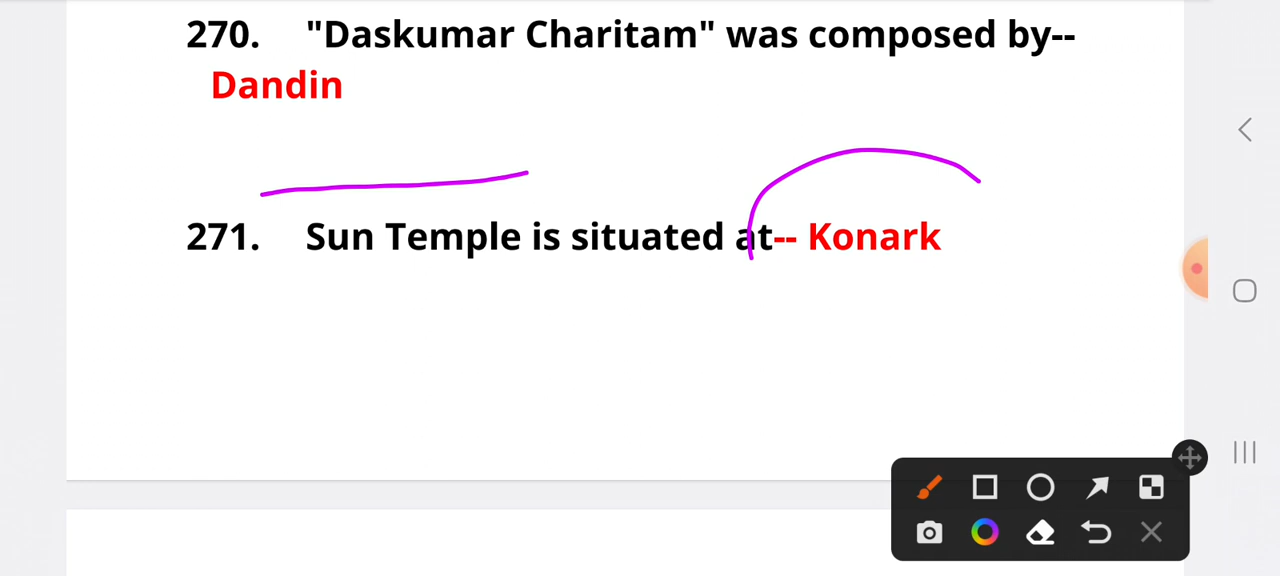 270. "Daskumar Charitam" was composed by--
Dandin
271. Sun Temple is situated at-- Konark